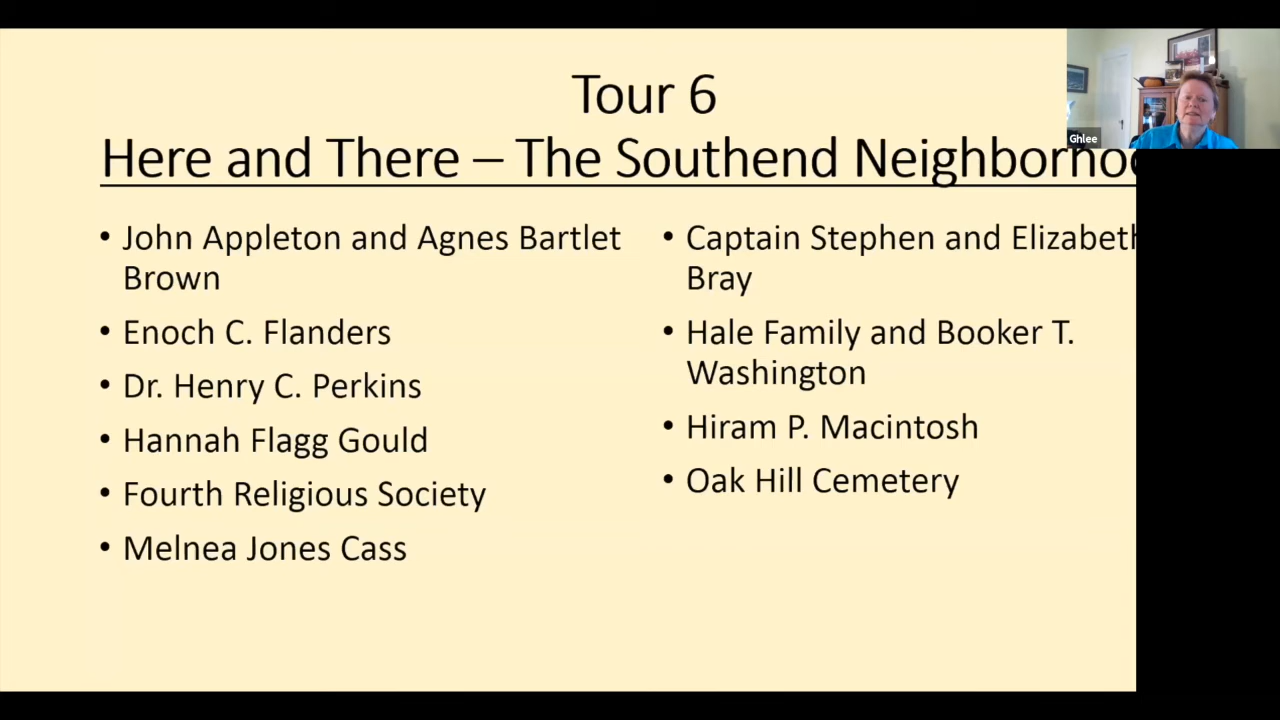 Tour 6
Here and There – The Southend
• John Appleton and Agnes Bartlet
Brown
• Enoch C. Flanders
• Dr. Henry C. Perkins
• Hannah Flagg Gould
• Fourth Religious Society
• Melnea Jones Cass
• Captain Stephen and
Bray
• Hale Family and Booker T.
Washington
• Hiram P. Macintosh
• Oak Hill Cemetery
Ghlee